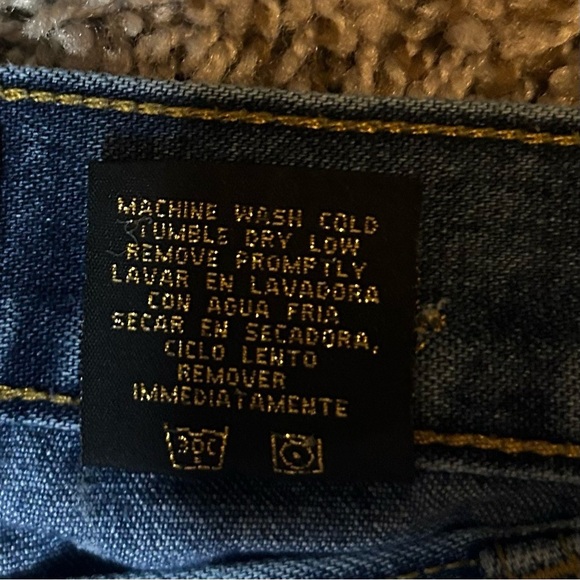 MACHINE WASH COLD
TUMBLE DRY LOW
REMOVE PROMPTLY
LAVAR EN LAVADORA
CON AGUA FRIA
SECAR EN SECADORA,
CICLO LENTO
REMOVER
IMMEDIATAMENTE
30C